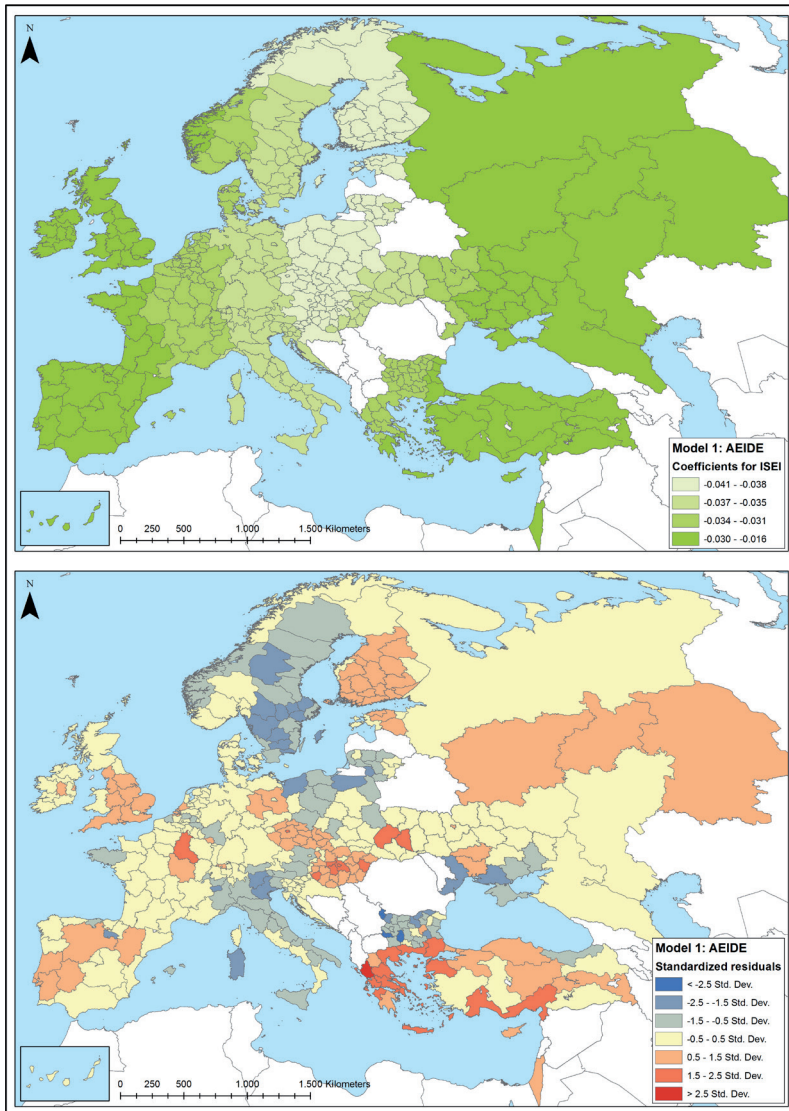 N
Model 1: AEIDE
Coefficients for ISEI
-0.041 - -0.038
-0.037 - -0.035
-0.034 - -0.031
-0.030 - -0.016
0 250 500 1.000 1.500 Kilometers
N
Model 1: AEIDE
Standardized residuals
< -2.5 Std. Dev.
-2.5 - -1.5 Std. Dev.
-1.5 - -0.5 Std. Dev.
-0.5 - 0.5 Std. Dev.
0.5 - 1.5 Std. Dev.
1.5 - 2.5 Std. Dev.
> 2.5 Std. Dev.
0 250 500 1.000 1.500 Kilometers